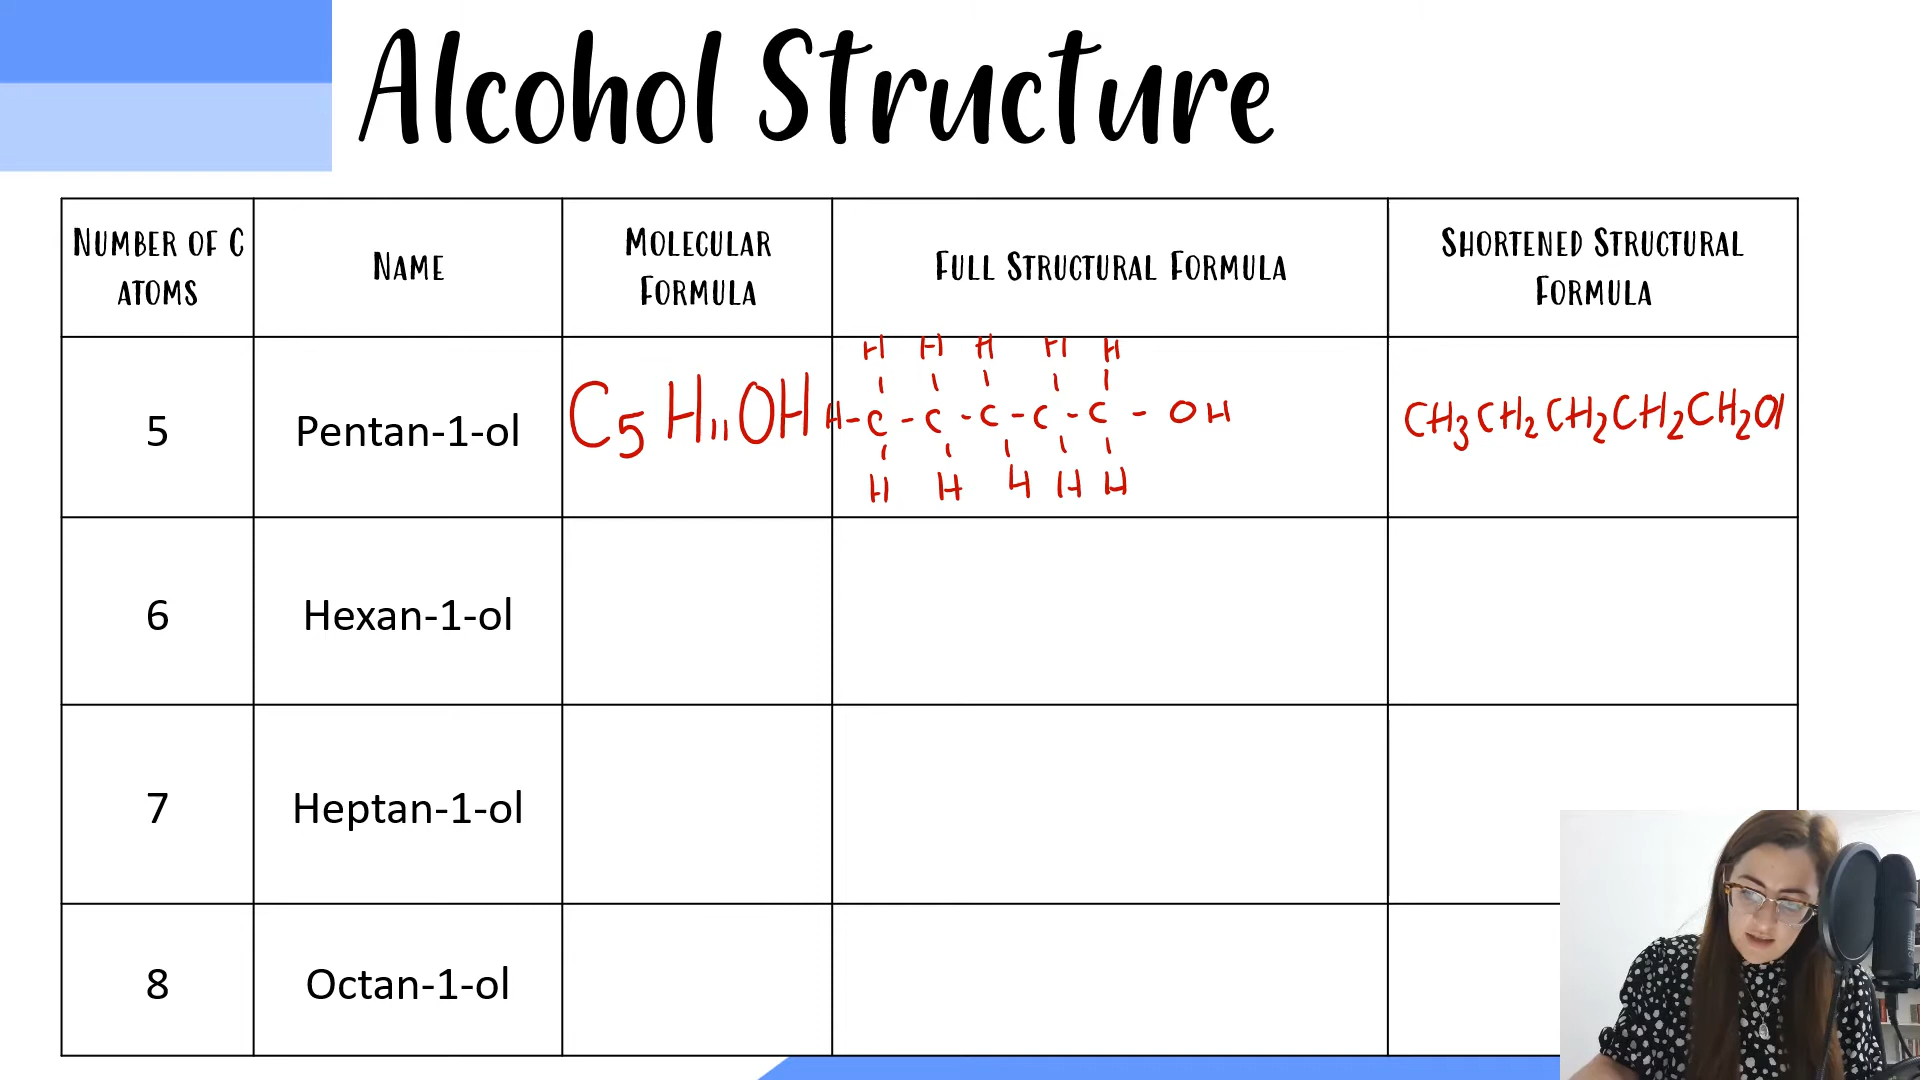 Alcohol Structure
NUMBER OF C
ATOMS
NAME
MOLECULAR
FORMULA
FULL STRUCTURAL FORMULA
SHORTENED STRUCTURAL
FORMULA
5
Pentan-1-ol
C₅H₁₁OH
H H H H H
H-C-C-C-C-C-OH
H H H H H
CH₃CH₂CH₂CH₂CH₂OH
6
Hexan-1-ol
7
Heptan-1-ol
8
Octan-1-ol